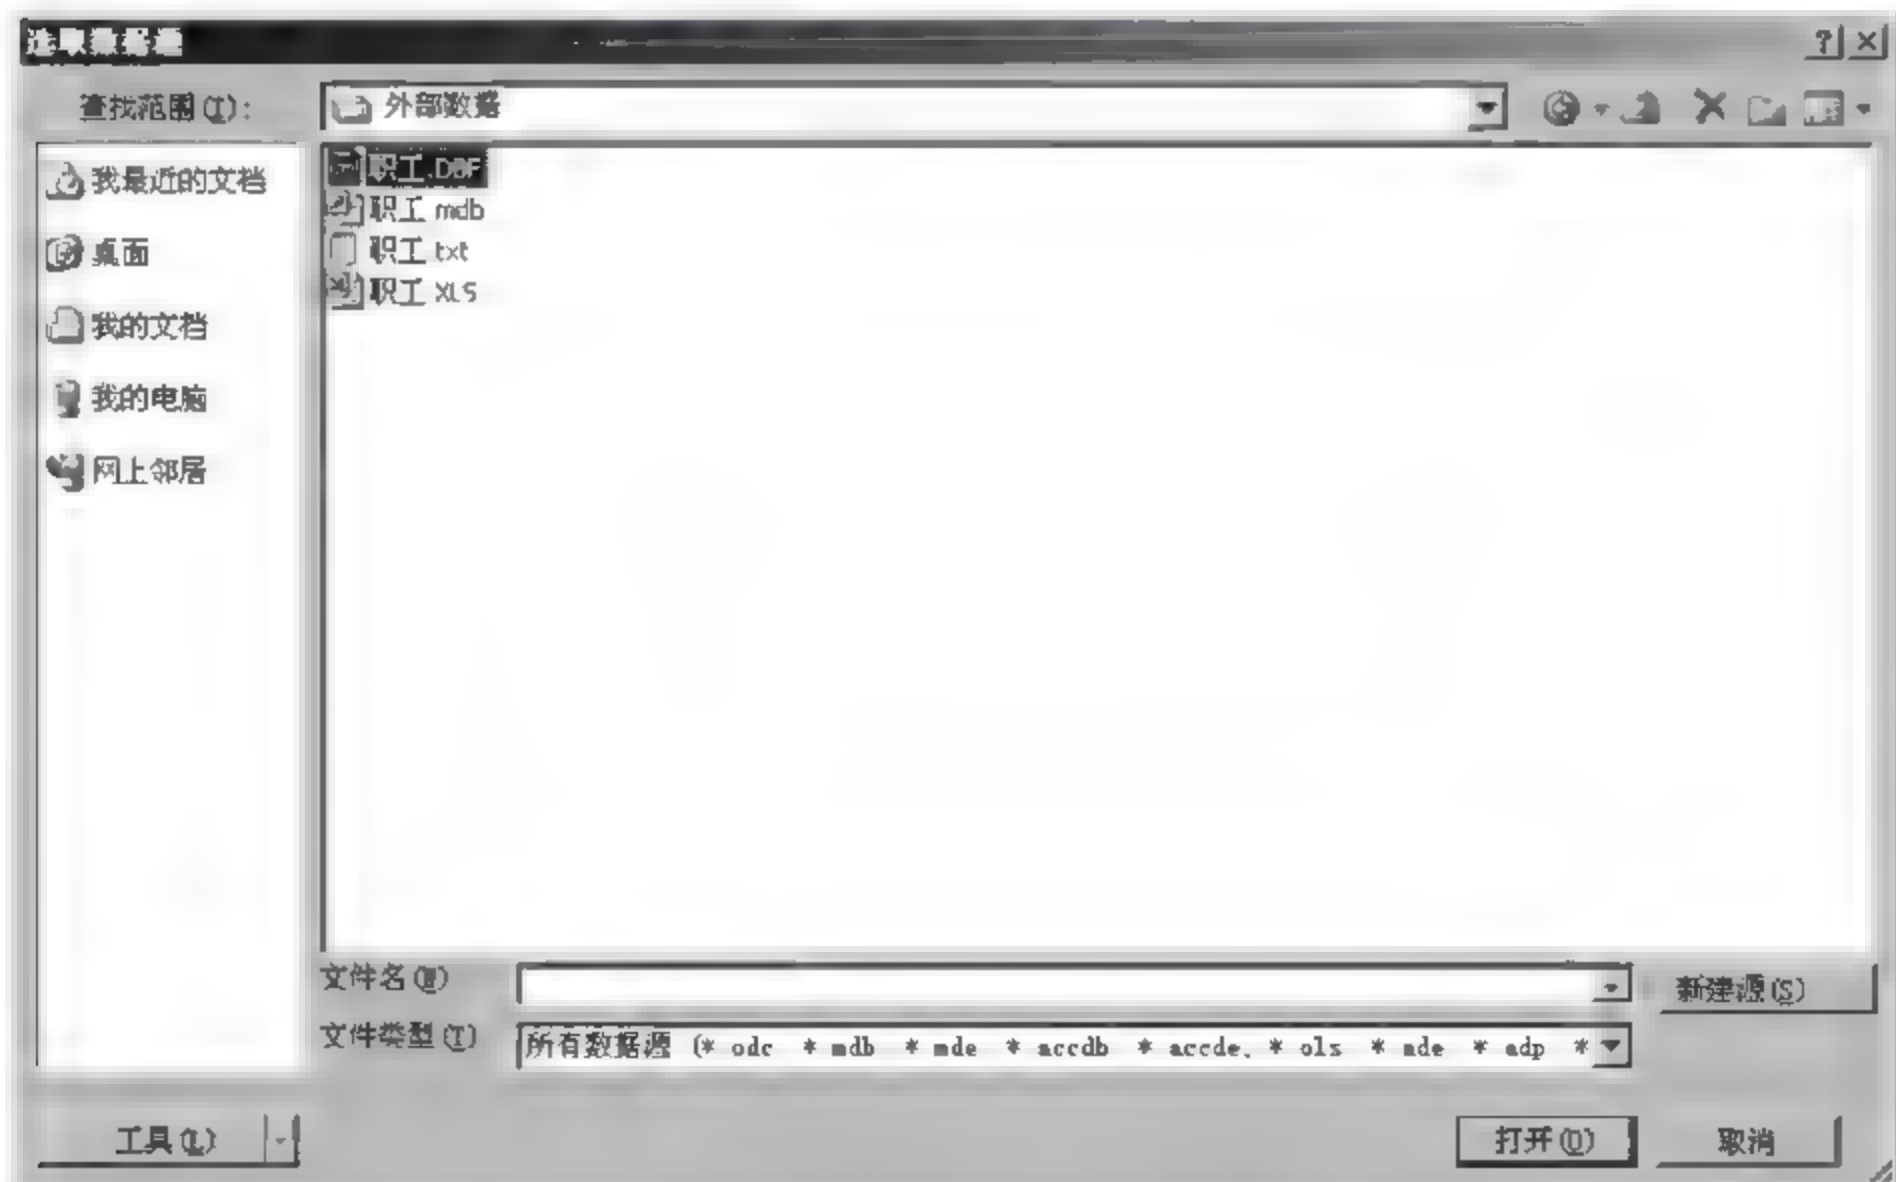 选取数据源
查找范围(I):
外部数据
我最近的文档
桌面
我的文档
我的电脑
网上邻居
职工.DBF
职工 mdb
职工 txt
职工 XLS
文件名(N)
新建源(S)
文件类型(T)
所有数据源 (* odc * mdb * mde * accdb * accde, * ols * ade * adp *
工具(L)
打开(O)
取消